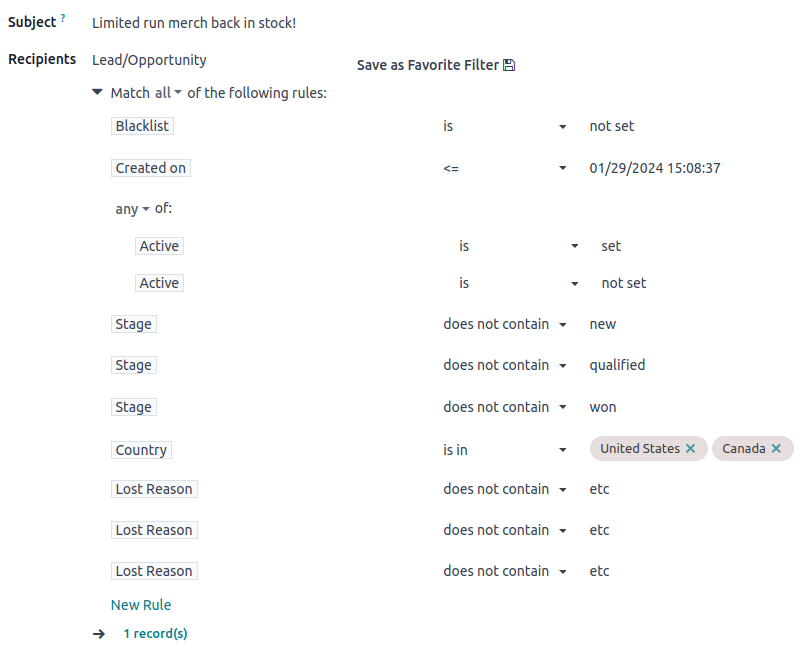 Subject ? Limited run merch back in stock!
Recipients Lead/Opportunity
Save as Favorite Filter
Match all of the following rules:
Blacklist is not set
Created on <= 01/29/2024 15:08:37
any of:
Active is set
Active is not set
Stage does not contain new
Stage does not contain qualified
Stage does not contain won
Country is in United States × Canada ×
Lost Reason does not contain etc
Lost Reason does not contain etc
Lost Reason does not contain etc
New Rule
1 record(s)